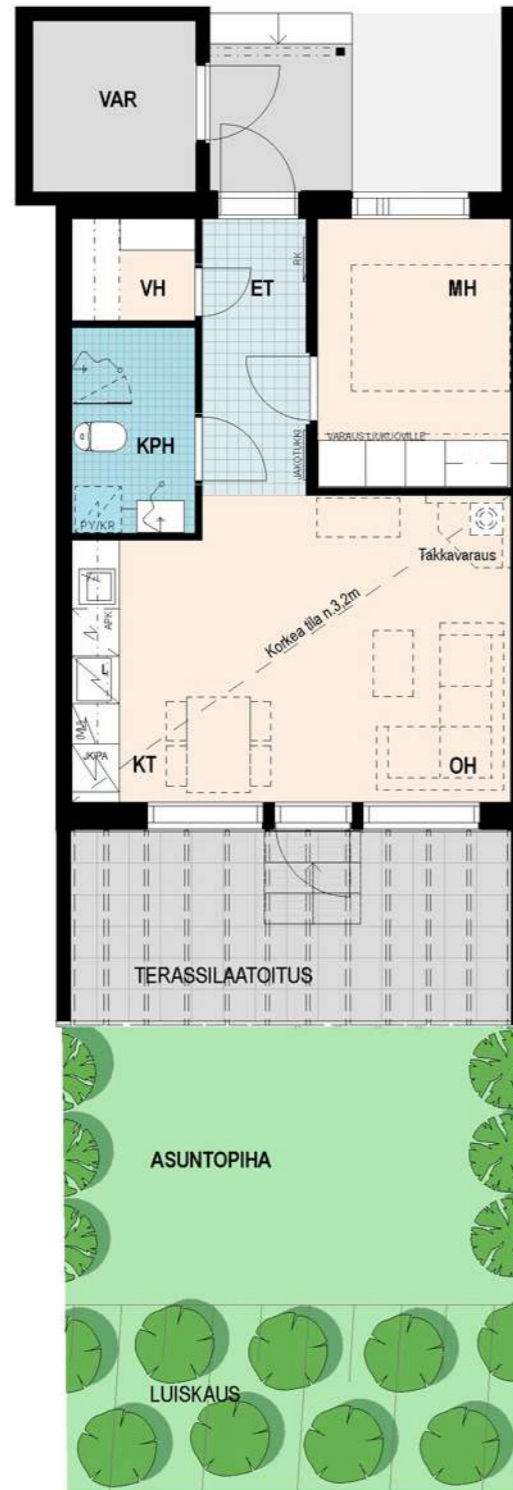 VAR
VH
ET
RK
MH
KPH
JAKOTUKKI
VARAUS LIUKUOVILLE
PY/KR
Takkavaraus
APK
Korkea tila n.3,2m
L
(M)
JK/PA
KT
OH
TERASSILAATOITUS
ASUNTOPIHA
LUISKAUS